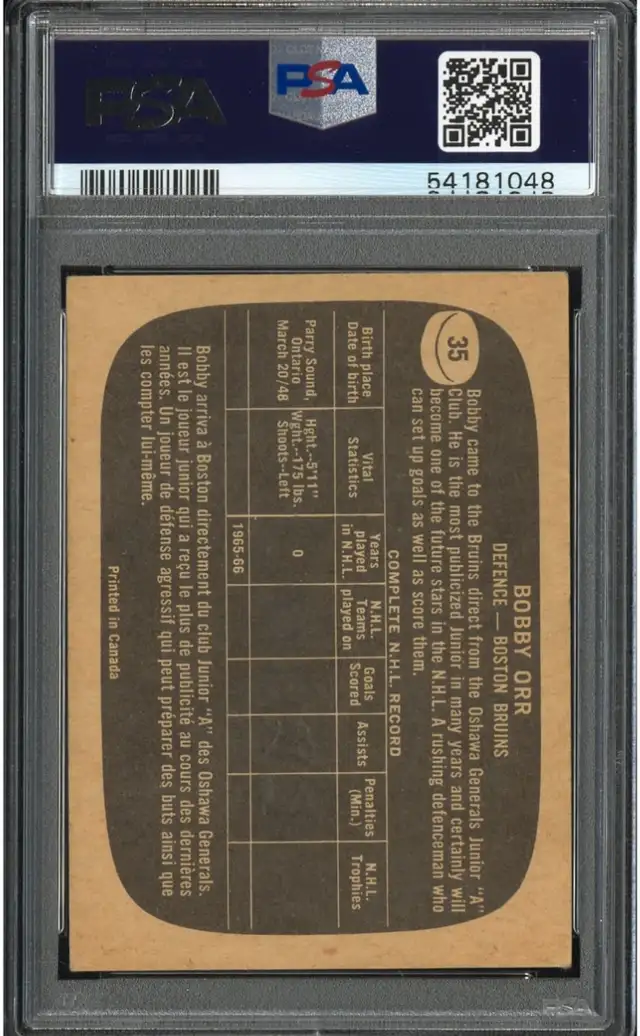 PSA
PSA
54181048
35
BOBBY ORR
DEFENCE — BOSTON BRUINS
Bobby came to the Bruins direct from the Oshawa Generals Junior "A"
Club. He is the most publicized Junior in many years and certainly will
become one of the future stars in the N.H.L. A rushing defenceman who
can set up goals as well as score them.
COMPLETE N.H.L. RECORD
Birth place
Date of birth
Vital
Statistics
Years
played
in N.H.L.
N.H.L.
Teams
played on
Goals
Scored
Assists
Penalties
(Min.)
N.H.L.
Trophies
Parry Sound,
Ontario
March 20/48
Hght.--5'11"
Wght.--175 lbs.
Shoots--Left
0
1965-66
Bobby arriva à Boston directement du club Junior "A" des Oshawa Generals.
Il est le joueur junior qui a reçu le plus de publicité au cours des dernières
années. Un joueur de défense agressif qui peut préparer des buts ainsi que
les compter lui-même.
Printed in Canada
PSA